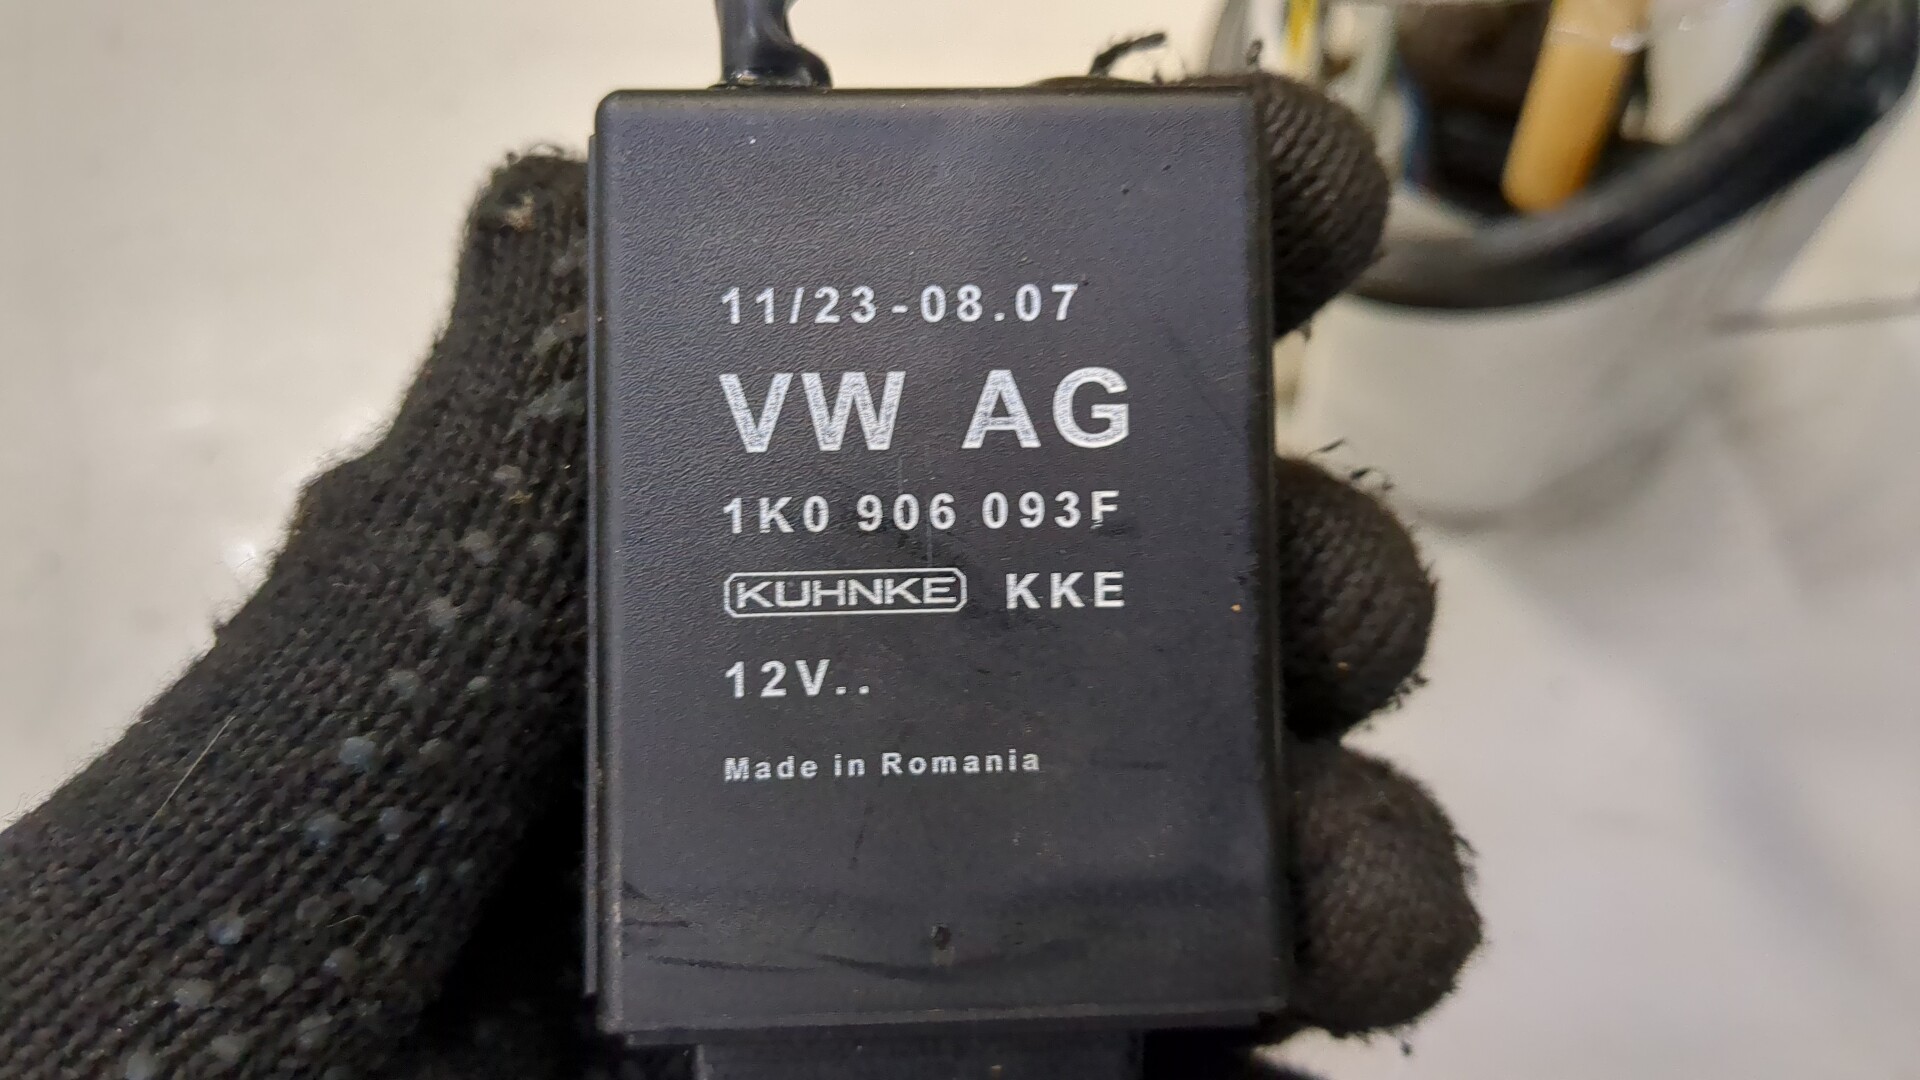 11/23-08.07
VW AG
1K0 906 093F
KUHNKE KKE
12V..
Made in Romania